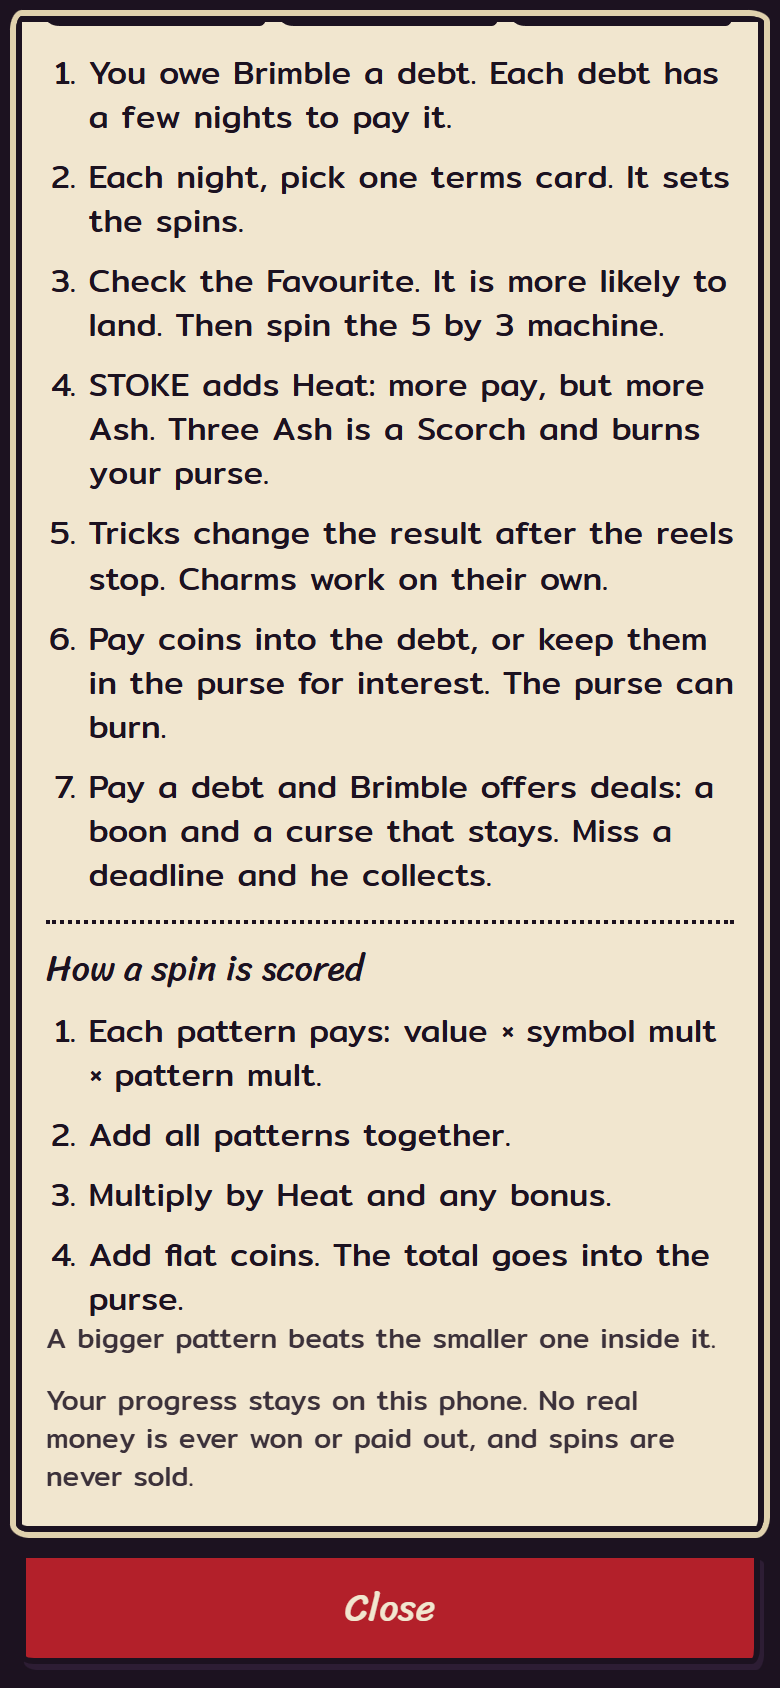 1. You owe Brimble a debt. Each debt has
a few nights to pay it.
2. Each night, pick one terms card. It sets
the spins.
3. Check the Favourite. It is more likely to
land. Then spin the 5 by 3 machine.
4. STOKE adds Heat: more pay, but more
Ash. Three Ash is a Scorch and burns
your purse.
5. Tricks change the result after the reels
stop. Charms work on their own.
6. Pay coins into the debt, or keep them
in the purse for interest. The purse can
burn.
7. Pay a debt and Brimble offers deals: a
boon and a curse that stays. Miss a
deadline and he collects.
How a spin is scored
1. Each pattern pays: value × symbol mult
× pattern mult.
2. Add all patterns together.
3. Multiply by Heat and any bonus.
4. Add flat coins. The total goes into the
purse.
A bigger pattern beats the smaller one inside it.
Your progress stays on this phone. No real
money is ever won or paid out, and spins are
never sold.
Close